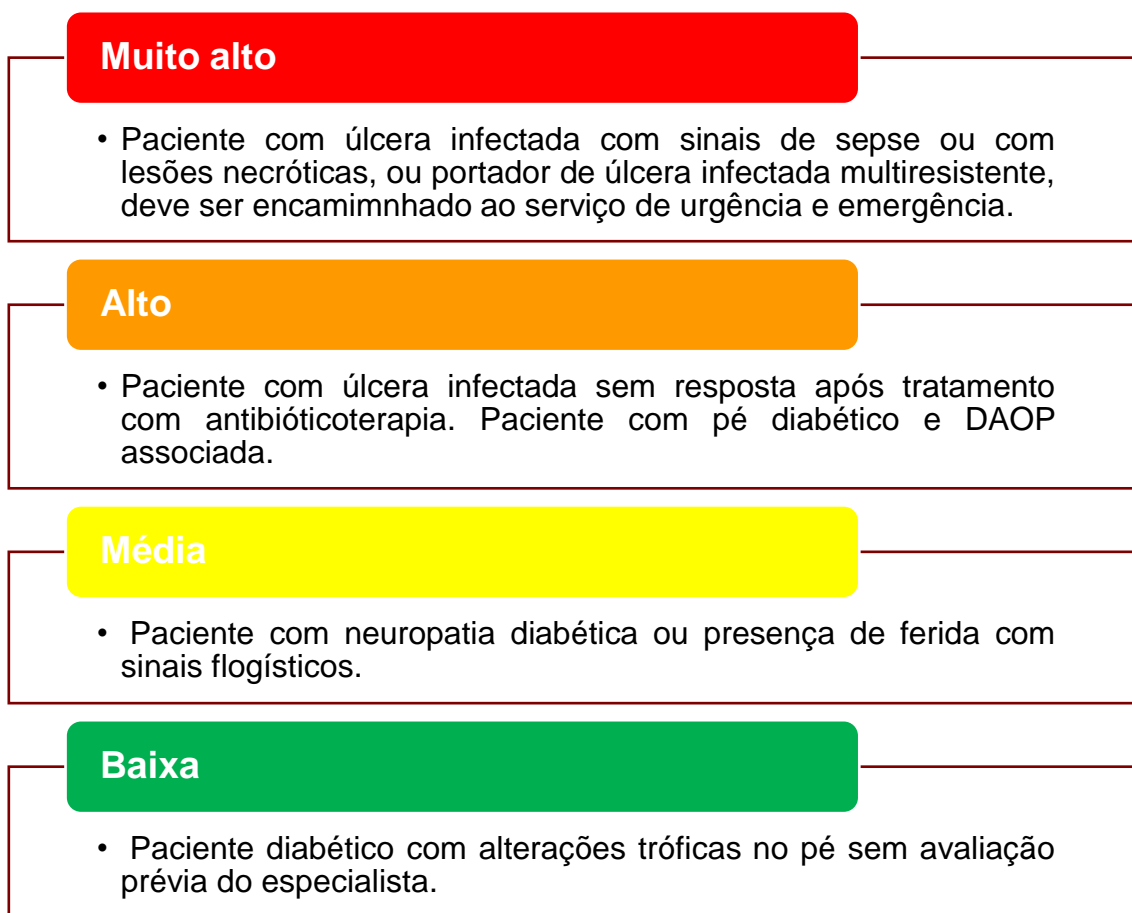 Muito alto
• Paciente com úlcera infectada com sinais de sepse ou com
lesões necróticas, ou portador de úlcera infectada multiresistente,
deve ser encamimnhado ao serviço de urgência e emergência.
Alto
• Paciente com úlcera infectada sem resposta após tratamento
com antibióticoterapia. Paciente com pé diabético e DAOP
associada.
Média
• Paciente com neuropatia diabética ou presença de ferida com
sinais flogísticos.
Baixa
• Paciente diabético com alterações tróficas no pé sem avaliação
prévia do especialista.